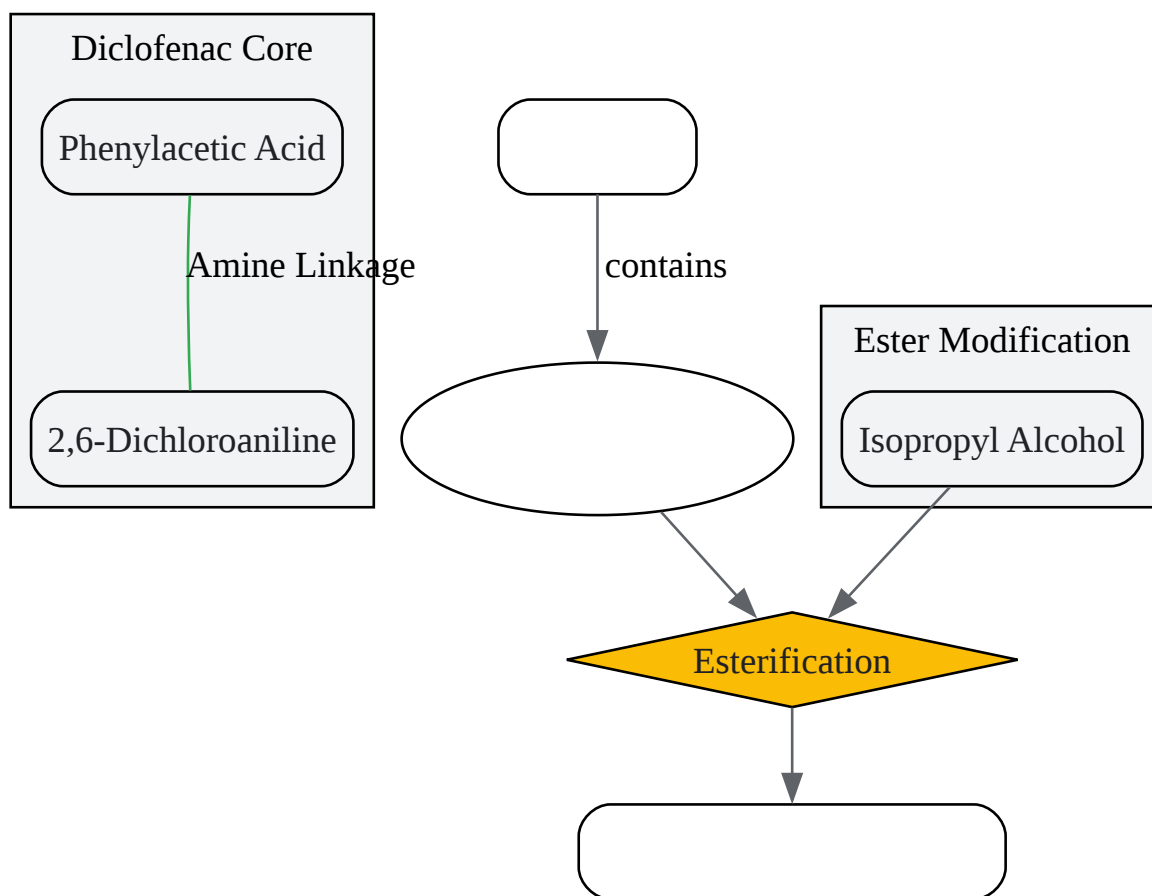 Diclofenac Core
Phenylacetic Acid
Amine Linkage
contains
Ester Modification
2,6-Dichloroaniline
Isopropyl Alcohol
Esterification